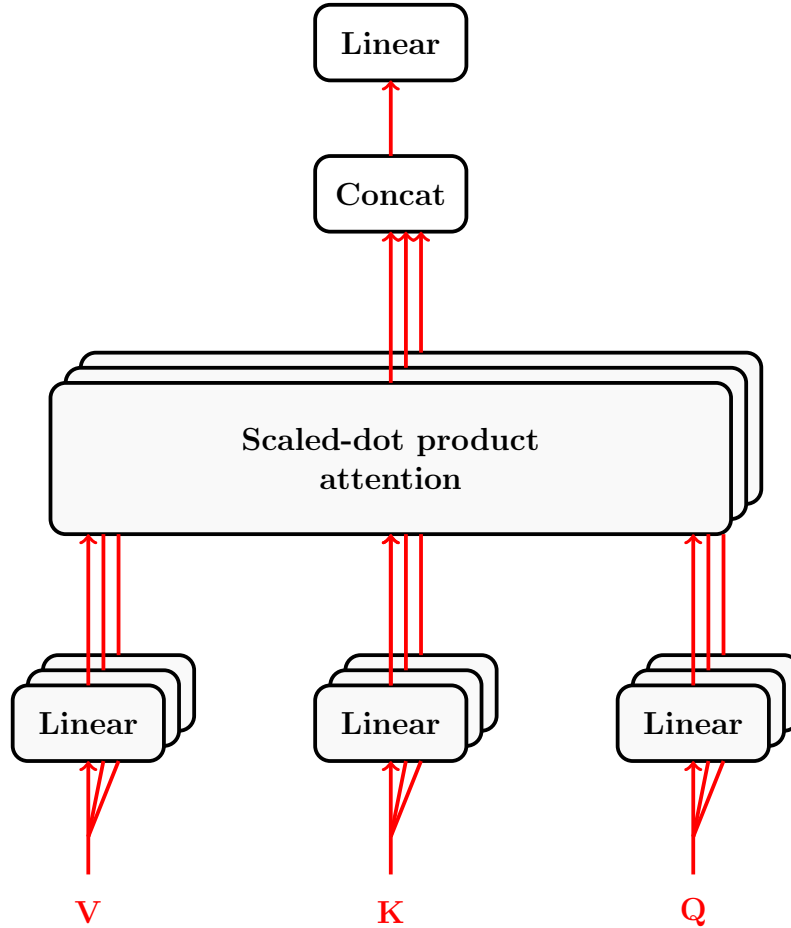 Linear
Concat
Scaled-dot product
attention
Linear
Linear
Linear
V
K
Q